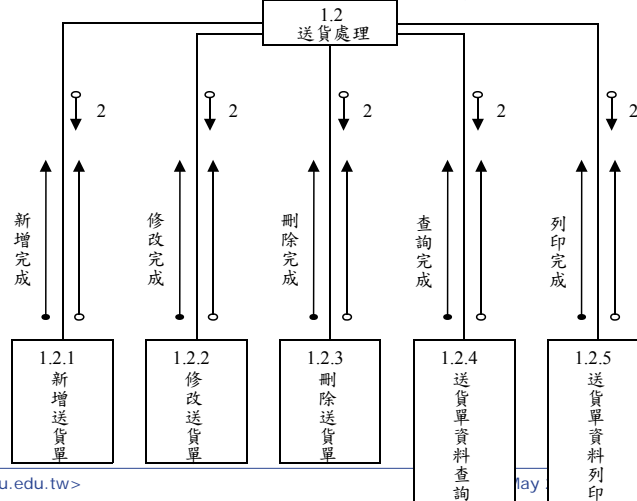 1.2
送貨處理
2
2
2
2
2
新增完成
修改完成
刪除完成
查詢完成
列印完成
1.2.1
新增送貨單
1.2.2
修改送貨單
1.2.3
刪除送貨單
1.2.4
送貨單資料查詢
1.2.5
送貨單資料列印
u.edu.tw>
May